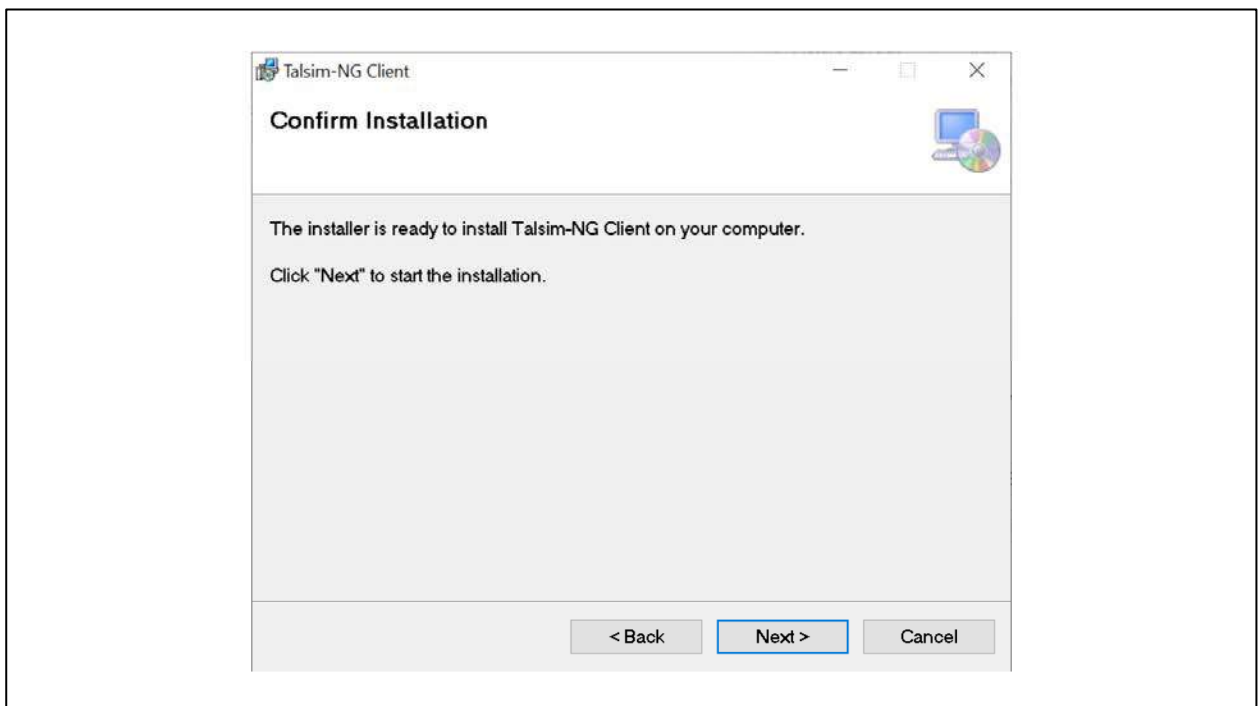 Talsim-NG Client
Confirm Installation
The installer is ready to install Talsim-NG Client on your computer.
Click "Next" to start the installation.
< Back
Next >
Cancel